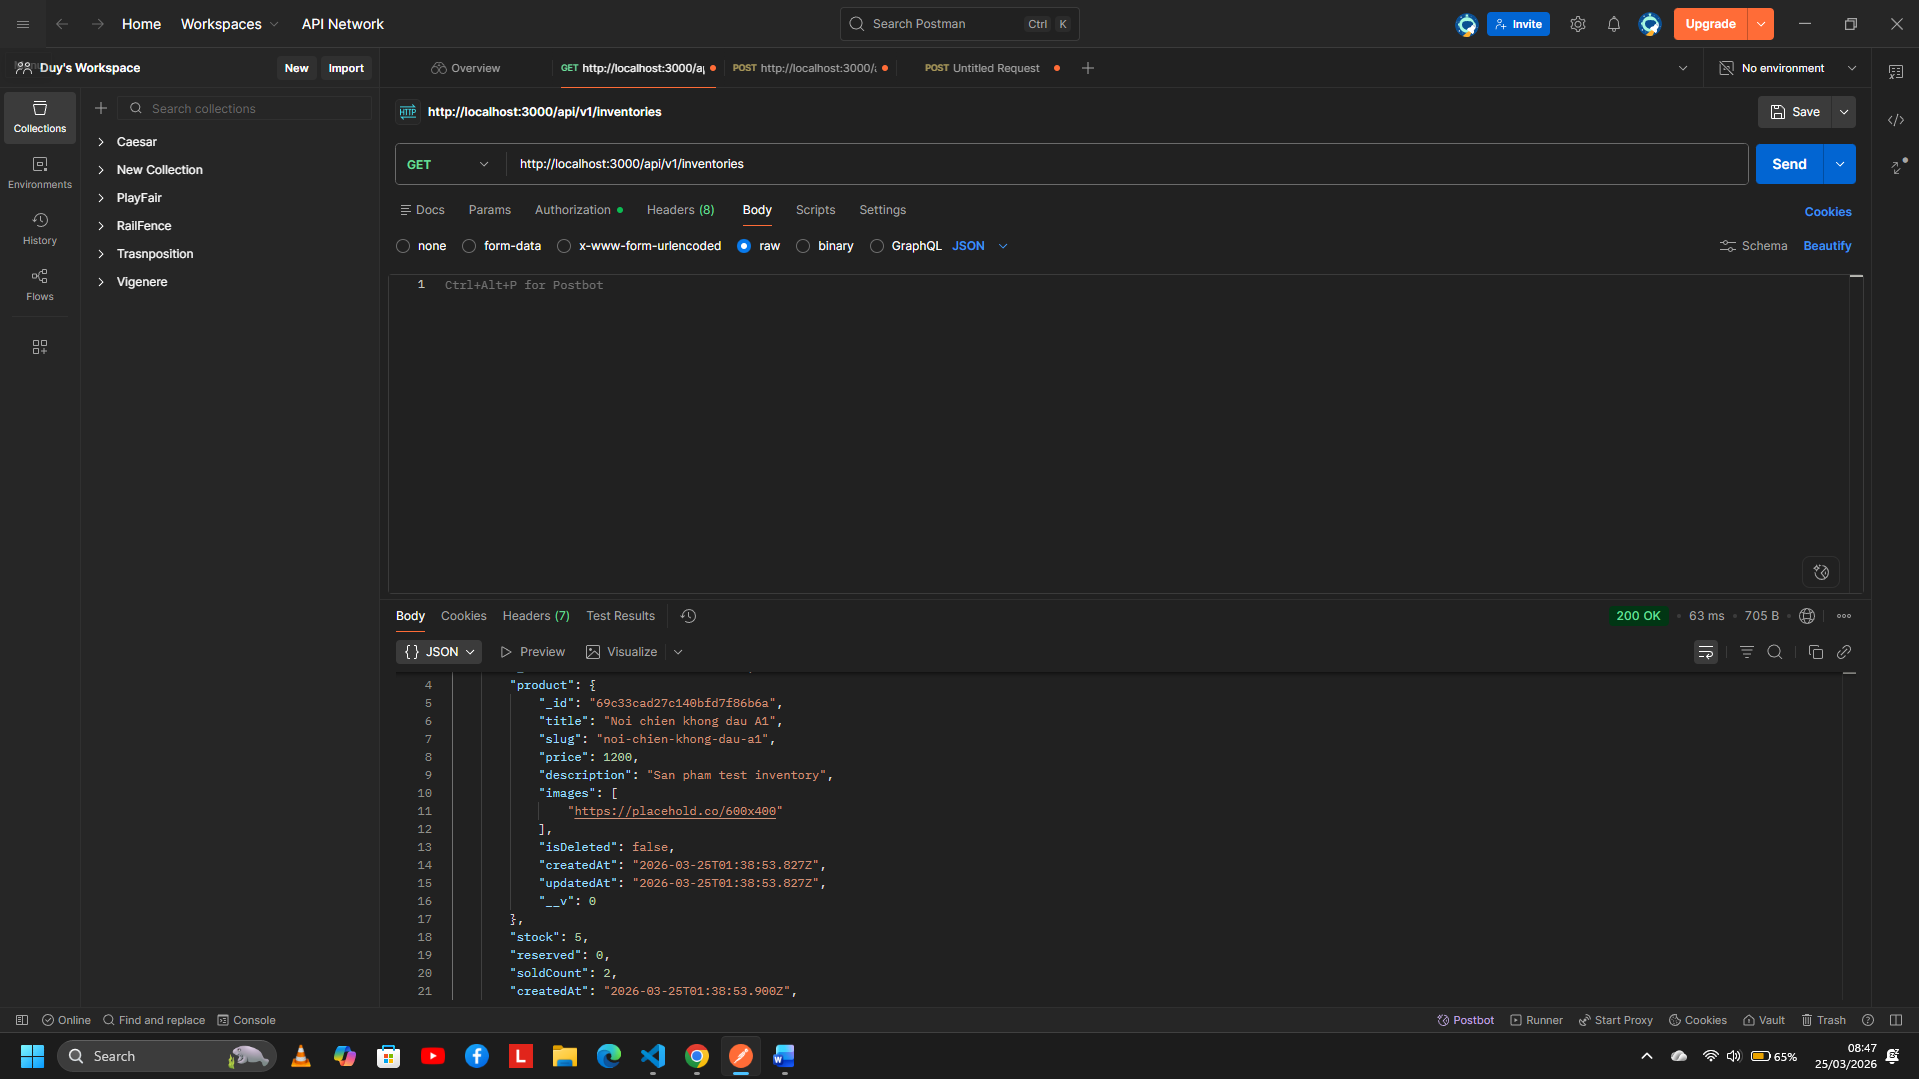 Home
Workspaces
API Network
Search Postman
Ctrl
K
Invite
Upgrade
Duy's Workspace
New
Import
Overview
GET http://localhost:3000/a
POST http://localhost:3000/
POST Untitled Request
No environment
Collections
Environments
History
Flows
Search collections
Caesar
New Collection
PlayFair
RailFence
Trasnposition
Vigenere
HTTP http://localhost:3000/api/v1/inventories
Save
GET
http://localhost:3000/api/v1/inventories
Send
Docs
Params
Authorization
Headers (8)
Body
Scripts
Settings
Cookies
none
form-data
x-www-form-urlencoded
raw
binary
GraphQL
JSON
Schema
Beautify
1 Ctrl+Alt+P for Postbot
Body
Cookies
Headers (7)
Test Results
200 OK
63 ms
705 B
{} JSON
Preview
Visualize
4 "product": {
5 "_id": "69c33cad27c140bfd7f86b6a",
6 "title": "Noi chien khong dau A1",
7 "slug": "noi-chien-khong-dau-a1",
8 "price": 1200,
9 "description": "San pham test inventory",
10 "images": [
11 "https://placehold.co/600x400"
12 ],
13 "isDeleted": false,
14 "createdAt": "2026-03-25T01:38:53.827Z",
15 "updatedAt": "2026-03-25T01:38:53.827Z",
16 "__v": 0
17 },
18 "stock": 5,
19 "reserved": 0,
20 "soldCount": 2,
21 "createdAt": "2026-03-25T01:38:53.900Z",
Online
Find and replace
Console
Postbot
Runner
Start Proxy
Cookies
Vault
Trash
Search
L
W
65%
08:47
25/03/2026